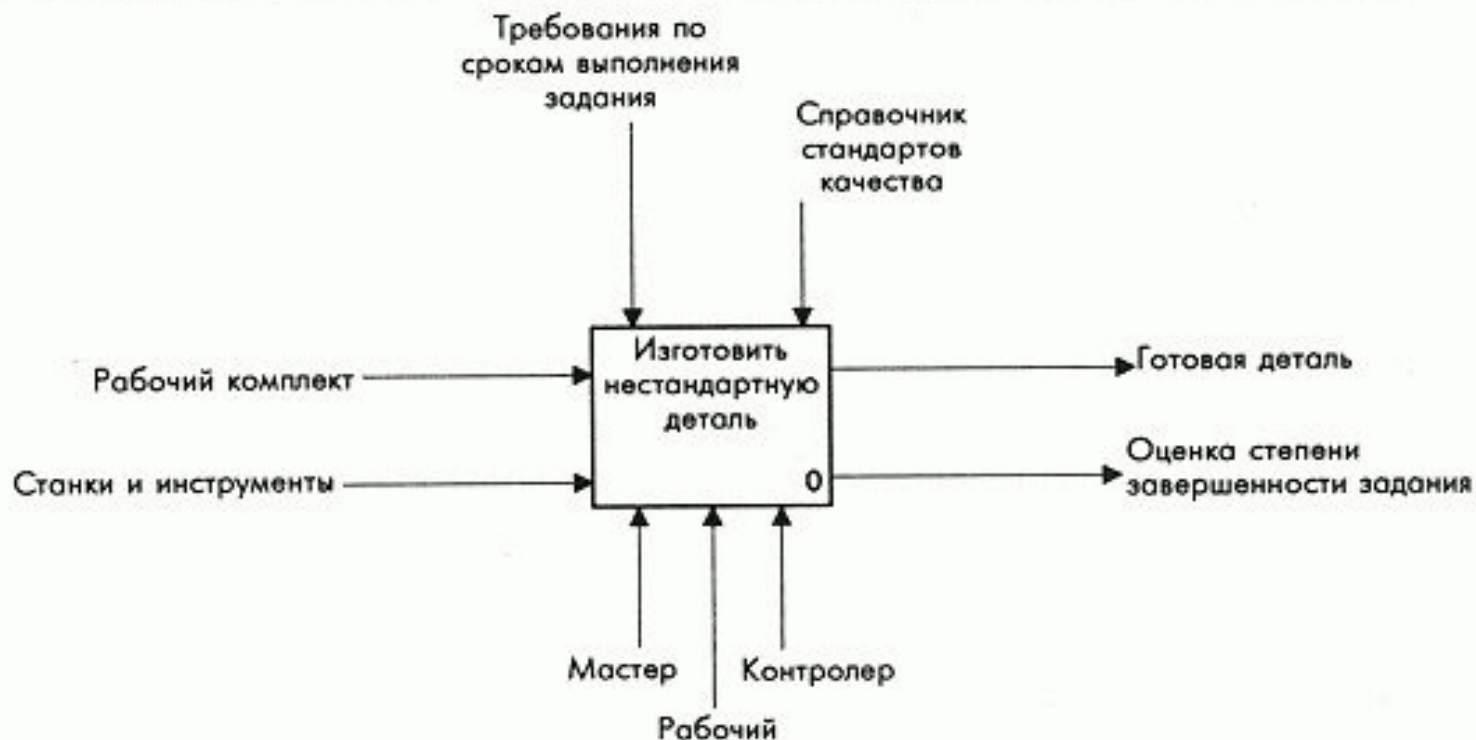 Требования по
срокам выполнения
задания
Справочник
стандартов
качества
Изготовить
нестандартную
деталь
0
Рабочий комплект
Станки и инструменты
Готовая деталь
Оценка степени
завершенности задания
Мастер
Контролер
Рабочий